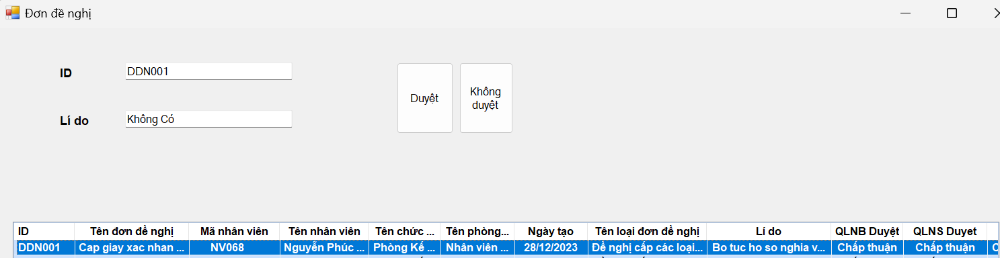 Đơn đề nghị
ID DDN001
Lí do Không Có
Duyệt
Không
duyệt
ID Tên đơn đề nghị Mã nhân viên Tên nhân viên Tên chức ... Tên phòng... Ngày tạo Tên loại đơn đề nghị Lí do QLNB Duyệt QLNS Duyet
DDN001 Cap giay xac nhan ... NV068 Nguyễn Phúc ... Phòng Kế ... Nhân viên ... 28/12/2023 Đề nghị cấp các loại... Bo tuc ho so nghia v... Chấp thuận Chấp thuận